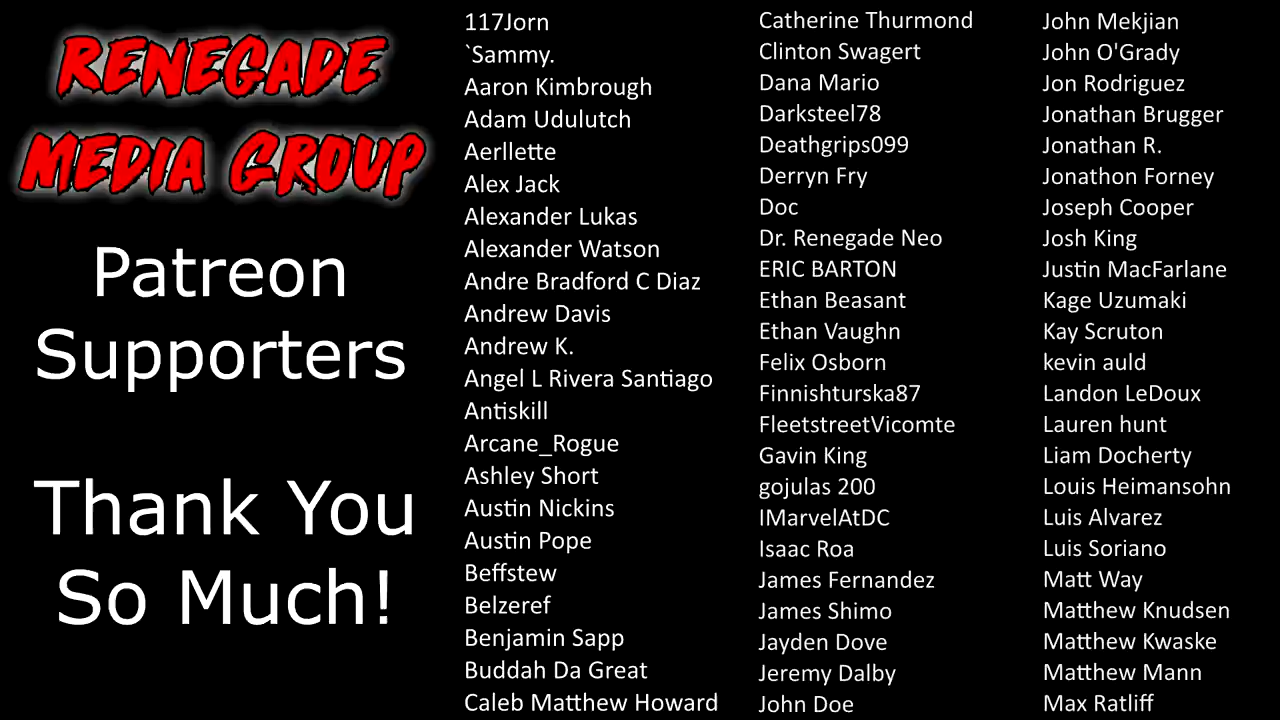 RENEGADE
MEDIA GROUP
Patreon
Supporters
Thank You
So Much!
117Jorn
`Sammy.
Aaron Kimbrough
Adam Udulutch
Aerllette
Alex Jack
Alexander Lukas
Alexander Watson
Andre Bradford C Diaz
Andrew Davis
Andrew K.
Angel L Rivera Santiago
Antiskill
Arcane_Rogue
Ashley Short
Austin Nickins
Austin Pope
Beffstew
Belzeref
Benjamin Sapp
Buddah Da Great
Caleb Matthew Howard
Catherine Thurmond
Clinton Swagert
Dana Mario
Darksteel78
Deathgrips099
Derryn Fry
Doc
Dr. Renegade Neo
ERIC BARTON
Ethan Beasant
Ethan Vaughn
Felix Osborn
Finnishturska87
FleetstreetVicomte
Gavin King
gojulas 200
IMarvelAtDC
Isaac Roa
James Fernandez
James Shimo
Jayden Dove
Jeremy Dalby
John Doe
John Mekjian
John O'Grady
Jon Rodriguez
Jonathan Brugger
Jonathan R.
Jonathon Forney
Joseph Cooper
Josh King
Justin MacFarlane
Kage Uzumaki
Kay Scruton
kevin auld
Landon LeDoux
Lauren hunt
Liam Docherty
Louis Heimansohn
Luis Alvarez
Luis Soriano
Matt Way
Matthew Knudsen
Matthew Kwaske
Matthew Mann
Max Ratliff